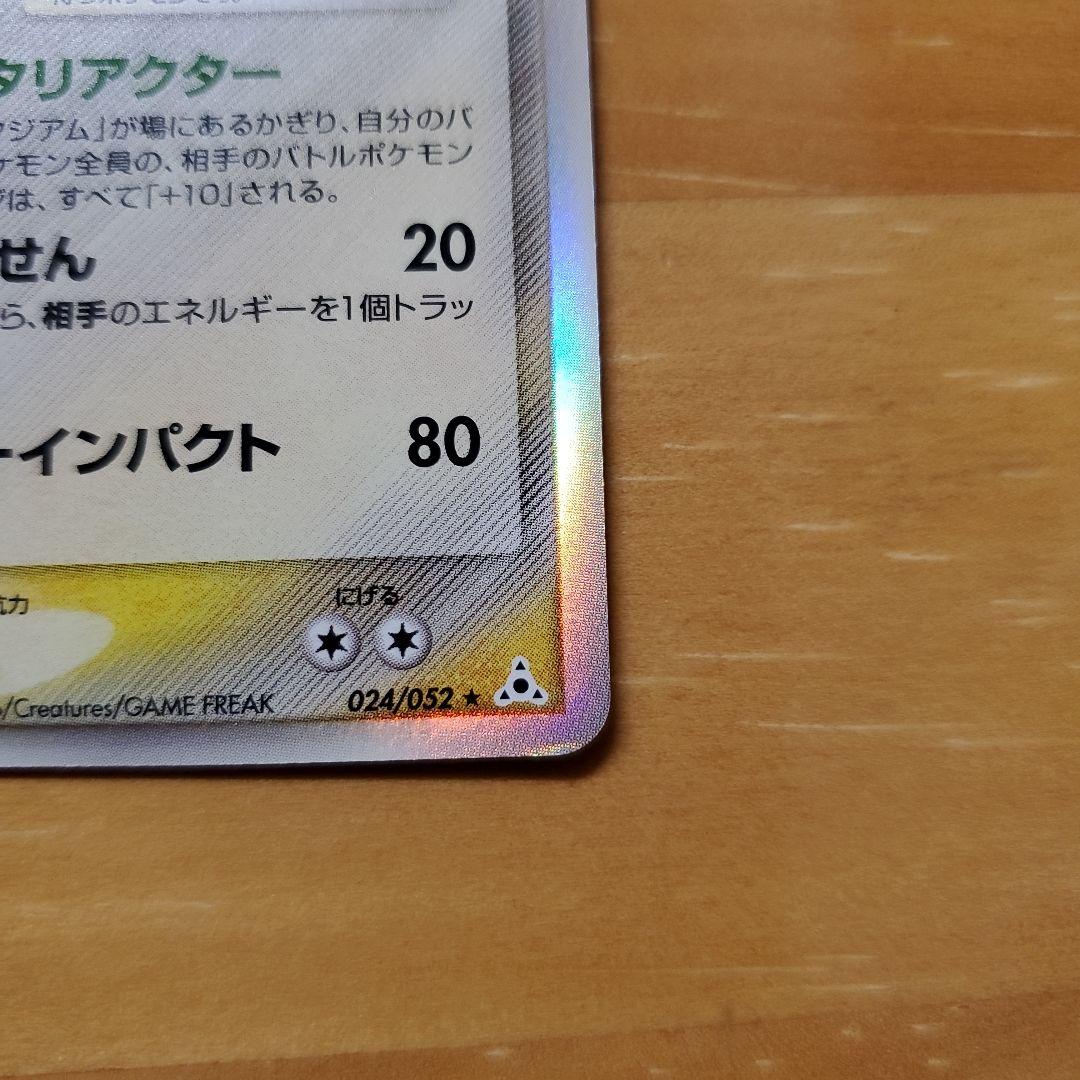 タリアクター
タジアム」が場にあるかぎり、自分のバ
ケモン全員の、相手のバトルポケモン
は、すべて「+10」される。
せん 20
ら、相手のエネルギーを1個トラッ
ーインパクト 80
抗力
にげる
/Creatures/GAME FREAK 024/052 ★